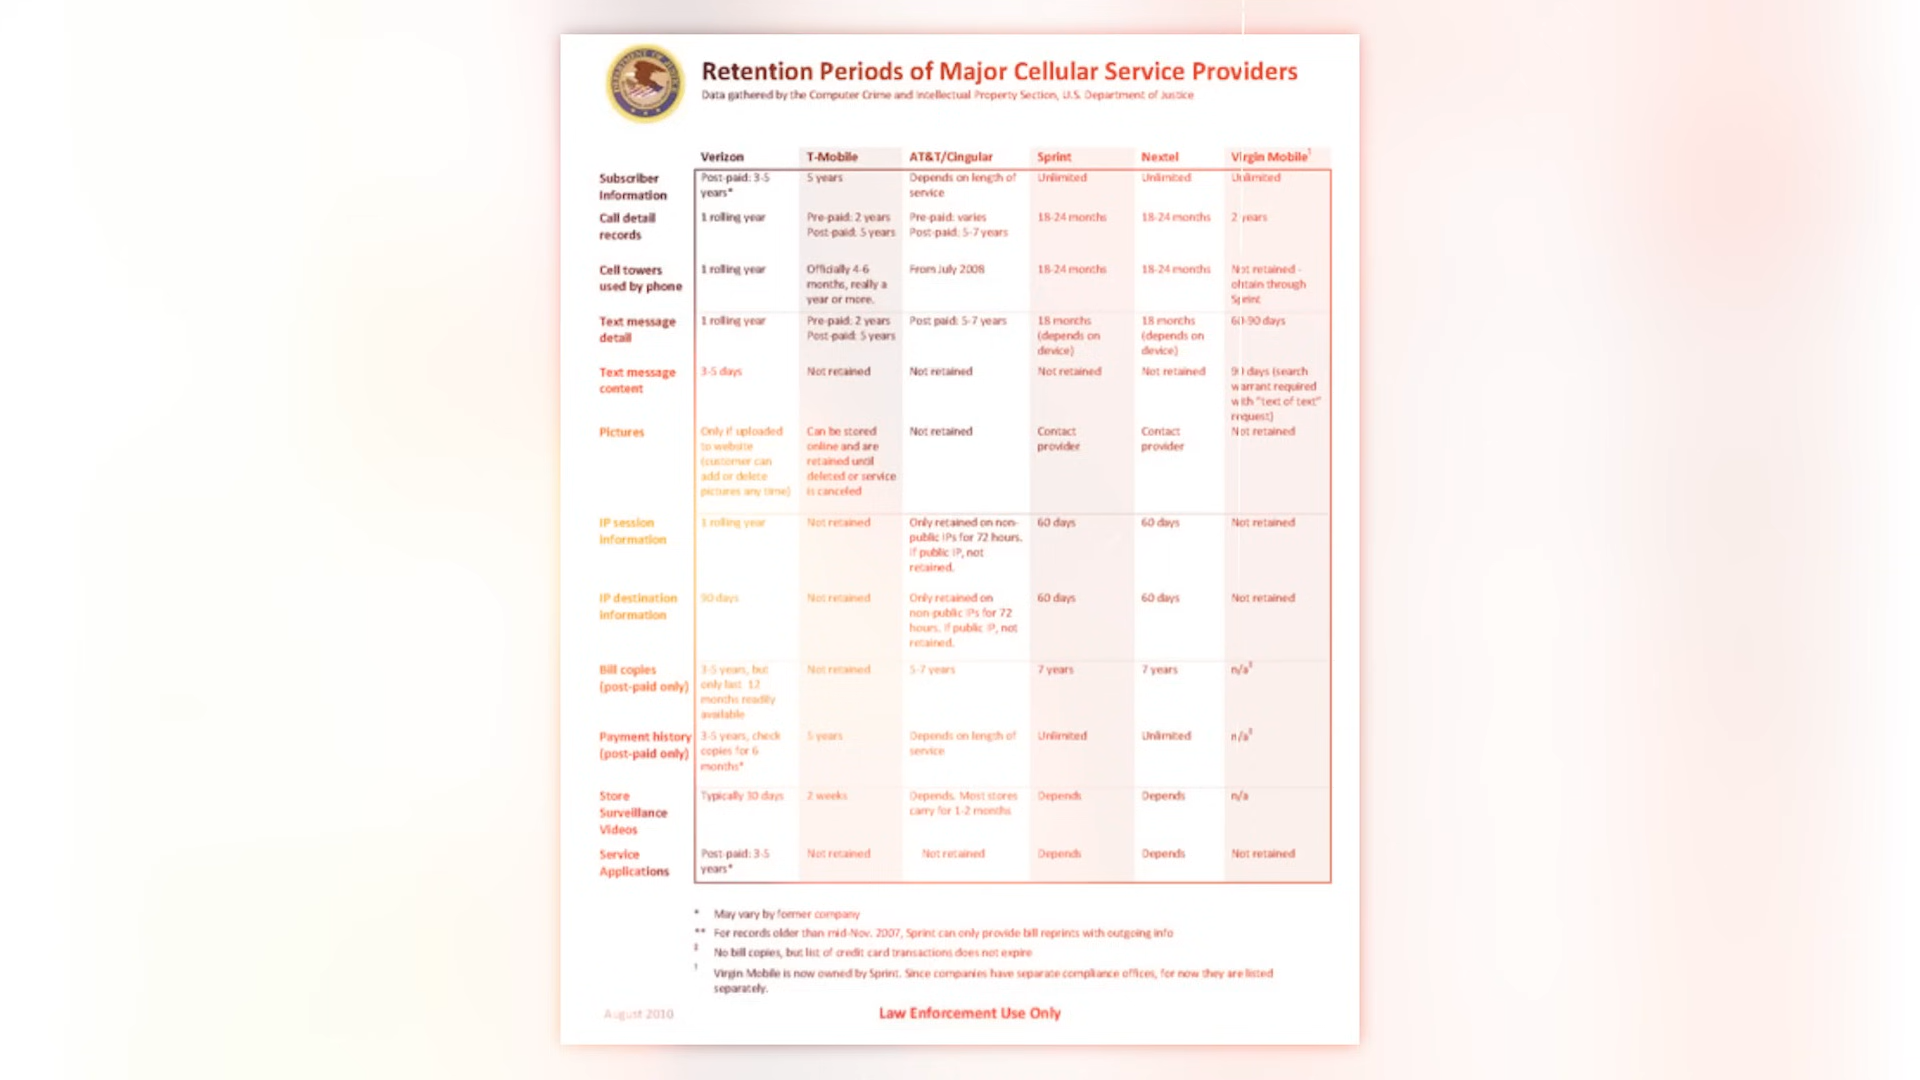 Retention Periods of Major Cellular Service Providers
Data gathered by the Computer Crime and Intellectual Property Section, U.S. Department of Justice
Verizon T-Mobile AT&T/Cingular Sprint Nextel Virgin Mobile†
Subscriber Information
Post-paid: 3-5 years*
5 years
Depends on length of service
Unlimited
Unlimited
Unlimited
Call detail records
1 rolling year
Pre-paid: 2 years
Post-paid: 5 years
Pre-paid: varies
Post-paid: 5-7 years
18-24 months
18-24 months
2 years
Cell towers used by phone
1 rolling year
Officially 4-6 months, really a year or more.
From July 2008
18-24 months
18-24 months
Not retained - obtain through Sprint
Text message detail
1 rolling year
Pre-paid: 2 years
Post-paid: 5 years
Post paid: 5-7 years
18 months (depends on device)
18 months (depends on device)
60-90 days
Text message content
3-5 days
Not retained
Not retained
Not retained
Not retained
90 days (search warrant required with "text of text" request)
Pictures
Only if uploaded to website (customer can add or delete pictures any time)
Can be stored online and are retained until deleted or service is canceled
Not retained
Contact provider
Contact provider
Not retained
IP session information
1 rolling year
Not retained
Only retained on non-public IPs for 72 hours. If public IP, not retained.
60 days
60 days
Not retained
IP destination information
90 days
Not retained
Only retained on non-public IPs for 72 hours. If public IP, not retained.
60 days
60 days
Not retained
Bill copies (post-paid only)
3-5 years, but only last 12 months readily available
Not retained
5-7 years
7 years
7 years
n/a‡
Payment history (post-paid only)
3-5 years, check copies for 6 months*
5 years
Depends on length of service
Unlimited
Unlimited
n/a‡
Store Surveillance Videos
Typically 30 days
2 weeks
Depends. Most stores carry for 1-2 months
Depends
Depends
n/a
Service Applications
Post-paid: 3-5 years*
Not retained
Not retained
Depends
Depends
Not retained
* May vary by former company
** For records older than mid-Nov. 2007, Sprint can only provide bill reprints with outgoing info
‡ No bill copies, but list of credit card transactions does not expire
† Virgin Mobile is now owned by Sprint. Since companies have separate compliance offices, for now they are listed
separately.
August 2010
Law Enforcement Use Only